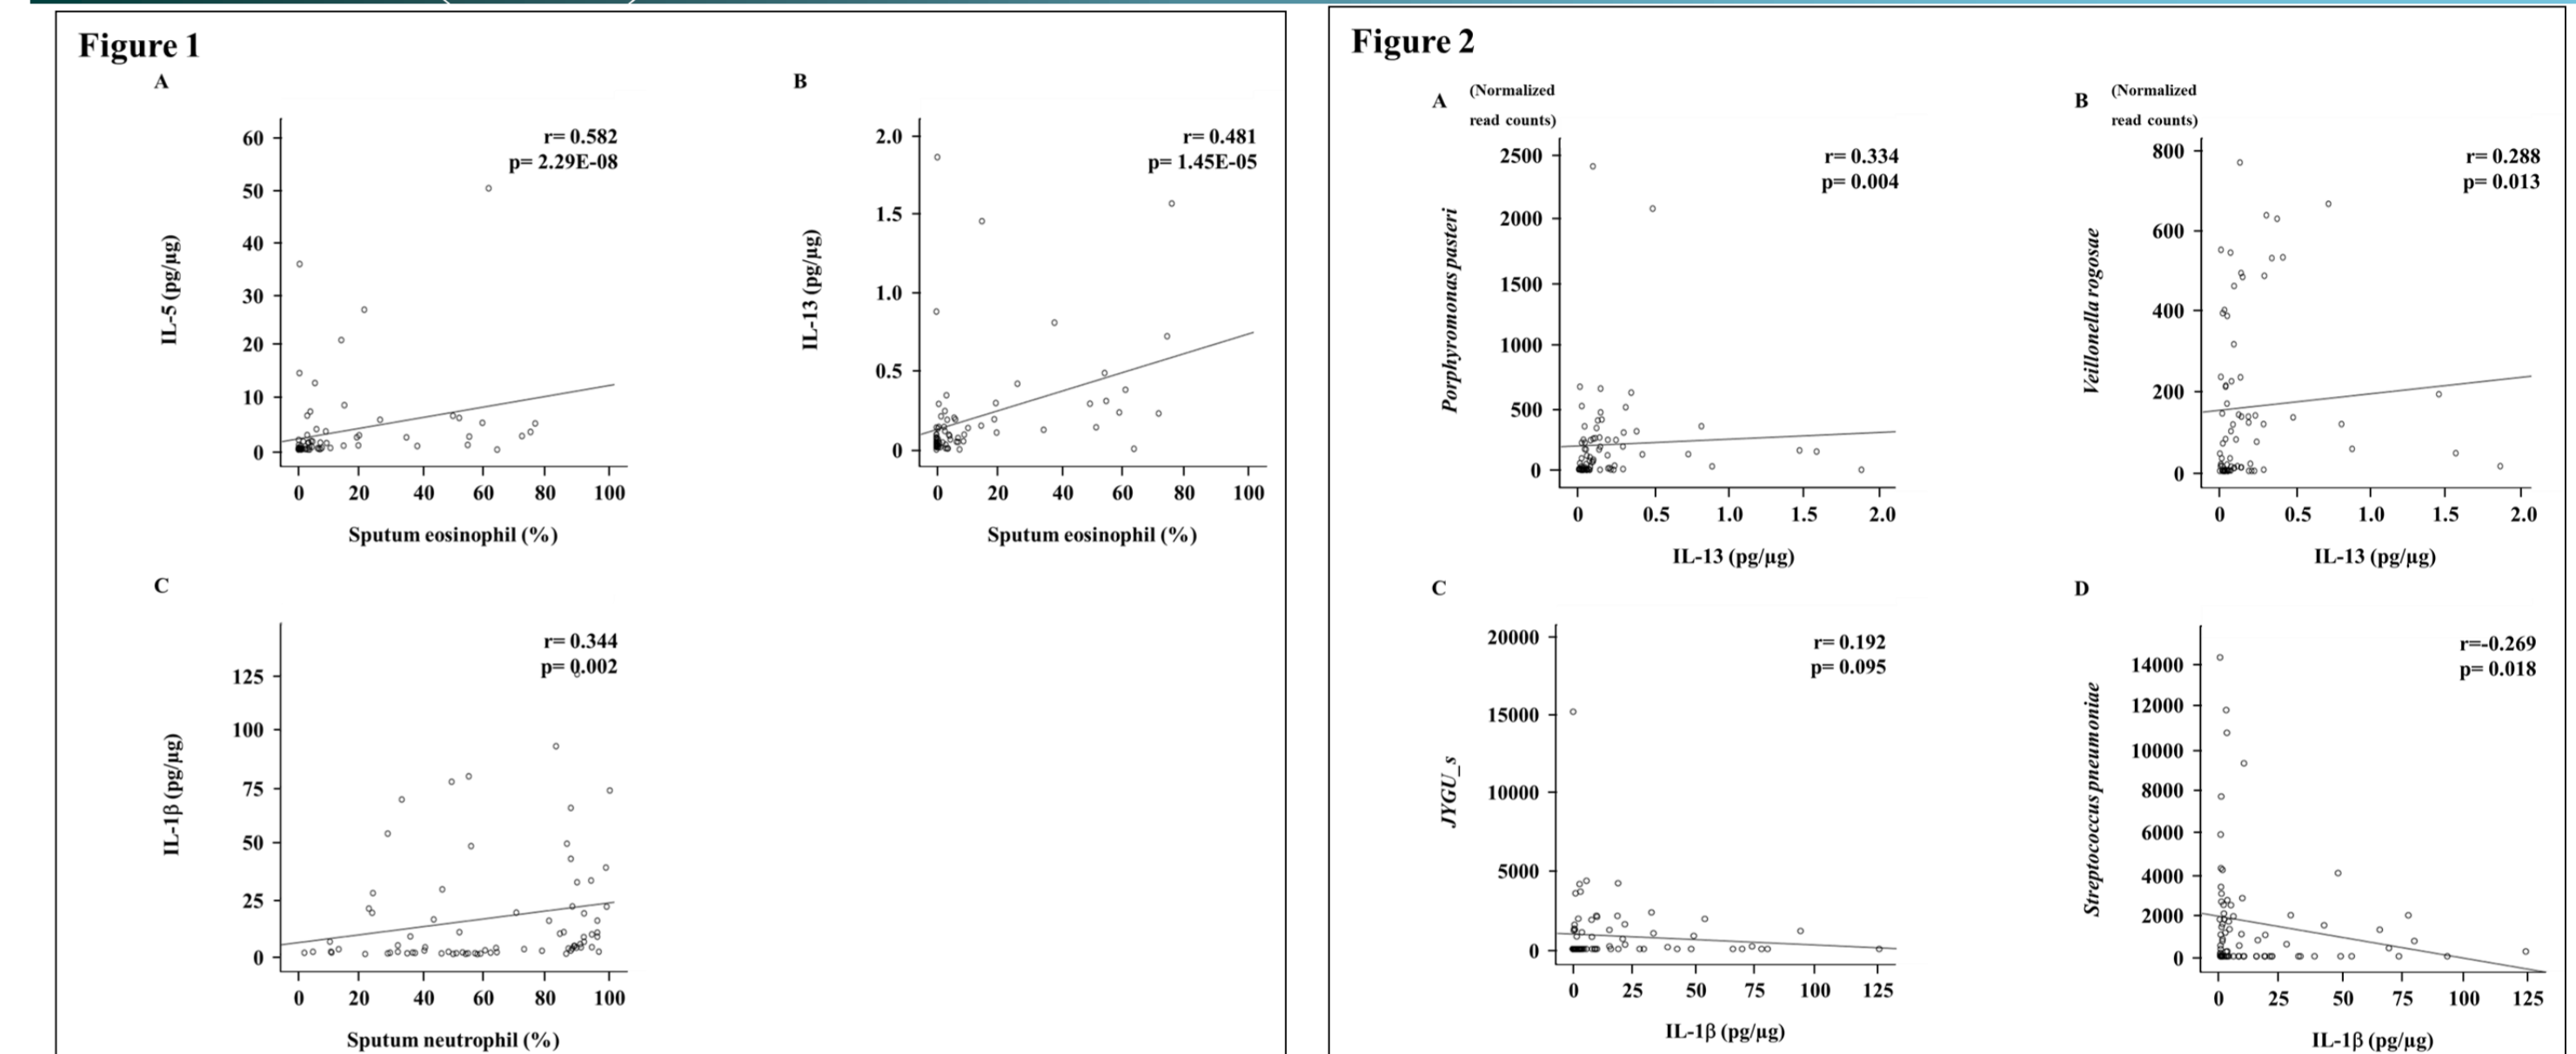 Figure 1
A
60
50
40
30
20
10
0
IL-5 (pg/μg)
r= 0.582
p= 2.29E-08
0 20 40 60 80 100
Sputum eosinophil (%)
B
2.0
1.5
1.0
0.5
0
IL-13 (pg/μg)
r= 0.481
p= 1.45E-05
0 20 40 60 80 100
Sputum eosinophil (%)
C
125
100
75
50
25
0
IL-1β (pg/μg)
r= 0.344
p= 0.002
0 20 40 60 80 100
Sputum neutrophil (%)
Figure 2
A
(Normalized
read counts)
2500
2000
1500
1000
500
0
Porphyromonas pasteri
r= 0.334
p= 0.004
0 0.5 1.0 1.5 2.0
IL-13 (pg/μg)
B
(Normalized
read counts)
800
600
400
200
0
Veillonella rogosae
r= 0.288
p= 0.013
0 0.5 1.0 1.5 2.0
IL-13 (pg/μg)
C
20000
15000
10000
5000
0
JYGU_s
r= 0.192
p= 0.095
0 25 50 75 100 125
IL-1β (pg/μg)
D
14000
12000
10000
8000
6000
4000
2000
0
Streptococcus pneumoniae
r=-0.269
p= 0.018
0 25 50 75 100 125
IL-1β (pg/μg)